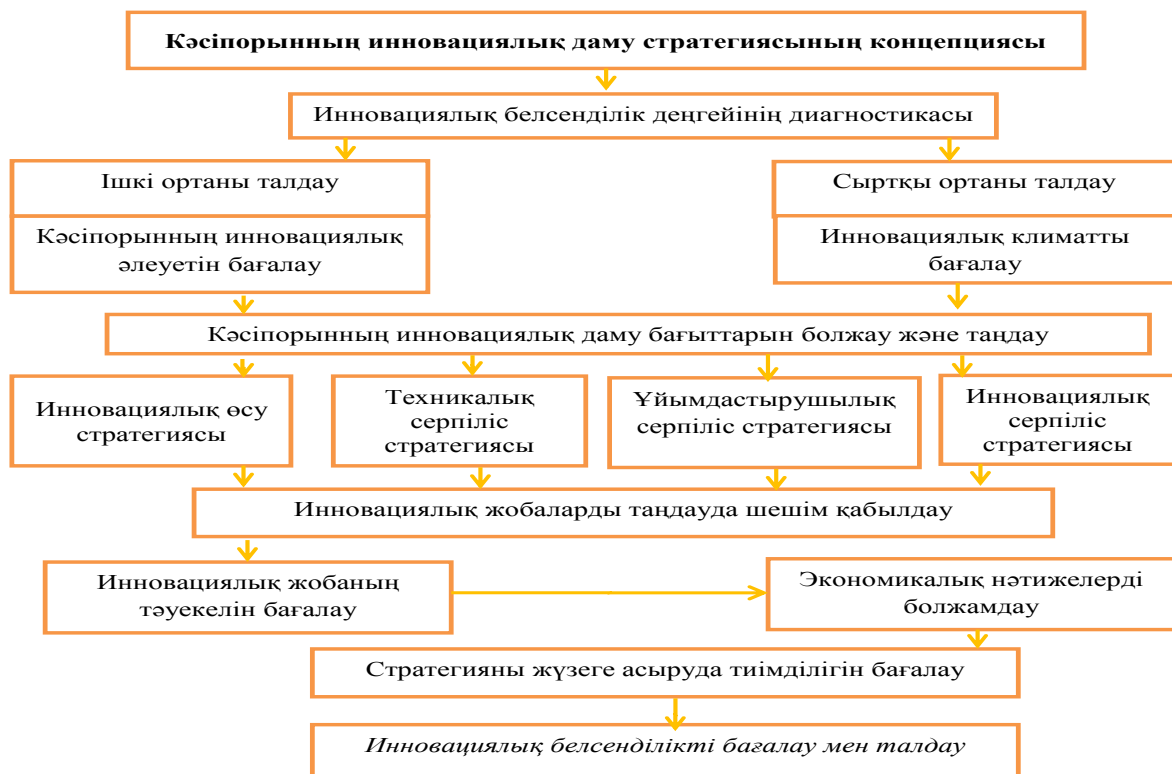 Кәсіпорынның инновациялық даму стратегиясының концепциясы
Инновациялық белсенділік деңгейінің диагностикасы
Ішкі ортаны талдау
Сыртқы ортаны талдау
Кәсіпорынның инновациялық
әлеуетін бағалау
Инновациялық климатты
бағалау
Кәсіпорынның инновациялық даму бағыттарын болжау және таңдау
Инновациялық өсу
стратегиясы
Техникалық
серпіліс
стратегиясы
Ұйымдастырушылық
серпіліс стратегиясы
Инновациялық
серпіліс
стратегиясы
Инновациялық жобаларды таңдауда шешім қабылдау
Инновациялық жобаның
тәуекелін бағалау
Экономикалық нәтижелерді
болжамдау
Стратегияны жүзеге асыруда тиімділігін бағалау
Инновациялық белсенділікті бағалау мен талдау